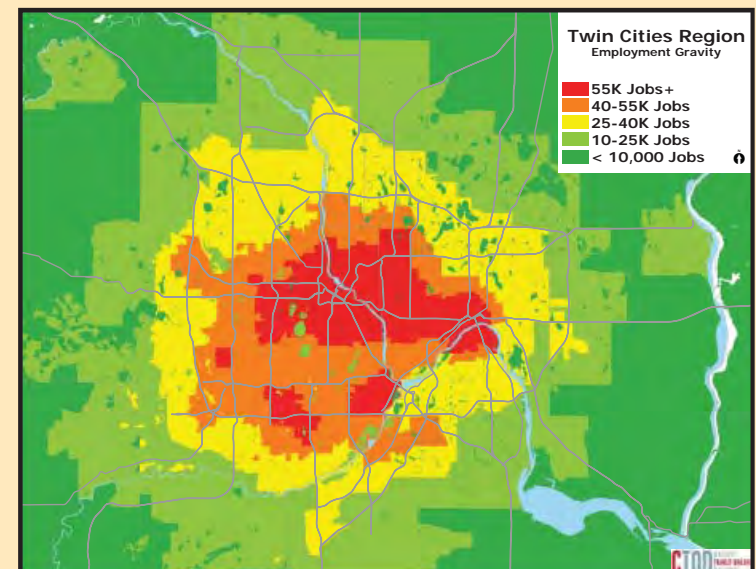 Twin Cities Region
Employment Gravity
55K Jobs+
40-55K Jobs
25-40K Jobs
10-25K Jobs
< 10,000 Jobs
CTOD